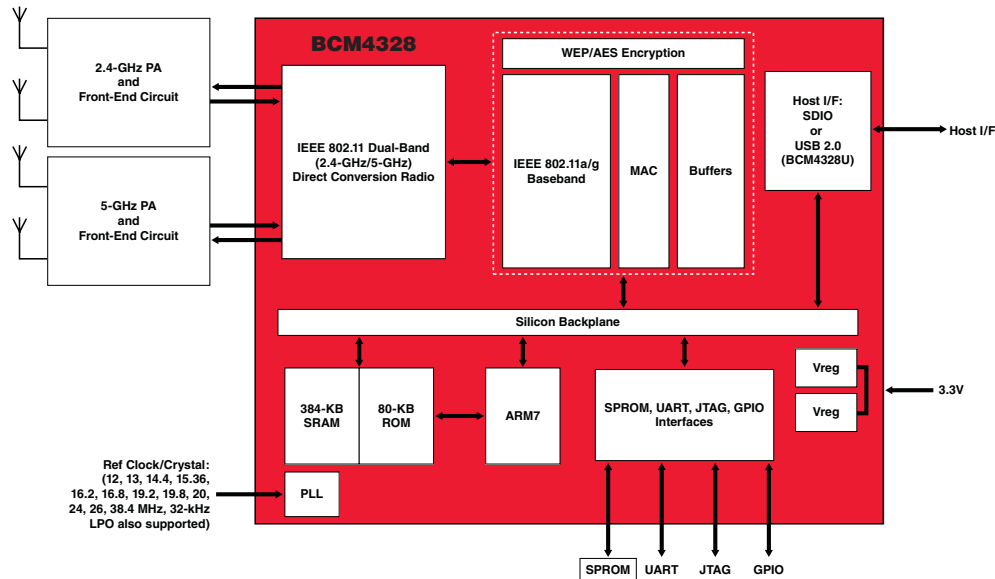 BCM4328
2.4-GHz PA
and
Front-End Circuit
5-GHz PA
and
Front-End Circuit
IEEE 802.11 Dual-Band
(2.4-GHz/5-GHz)
Direct Conversion Radio
WEP/AES Encryption
IEEE 802.11a/g
Baseband
MAC
Buffers
Host I/F:
SDIO
or
USB 2.0
(BCM4328U)
Host I/F
Silicon Backplane
384-KB
SRAM
80-KB
ROM
ARM7
SPROM, UART, JTAG, GPIO
Interfaces
Vreg
Vreg
3.3V
Ref Clock/Crystal:
(12, 13, 14.4, 15.36,
16.2, 16.8, 19.2, 19.8, 20,
24, 26, 38.4 MHz, 32-kHz
LPO also supported)
PLL
SPROM
UART
JTAG
GPIO